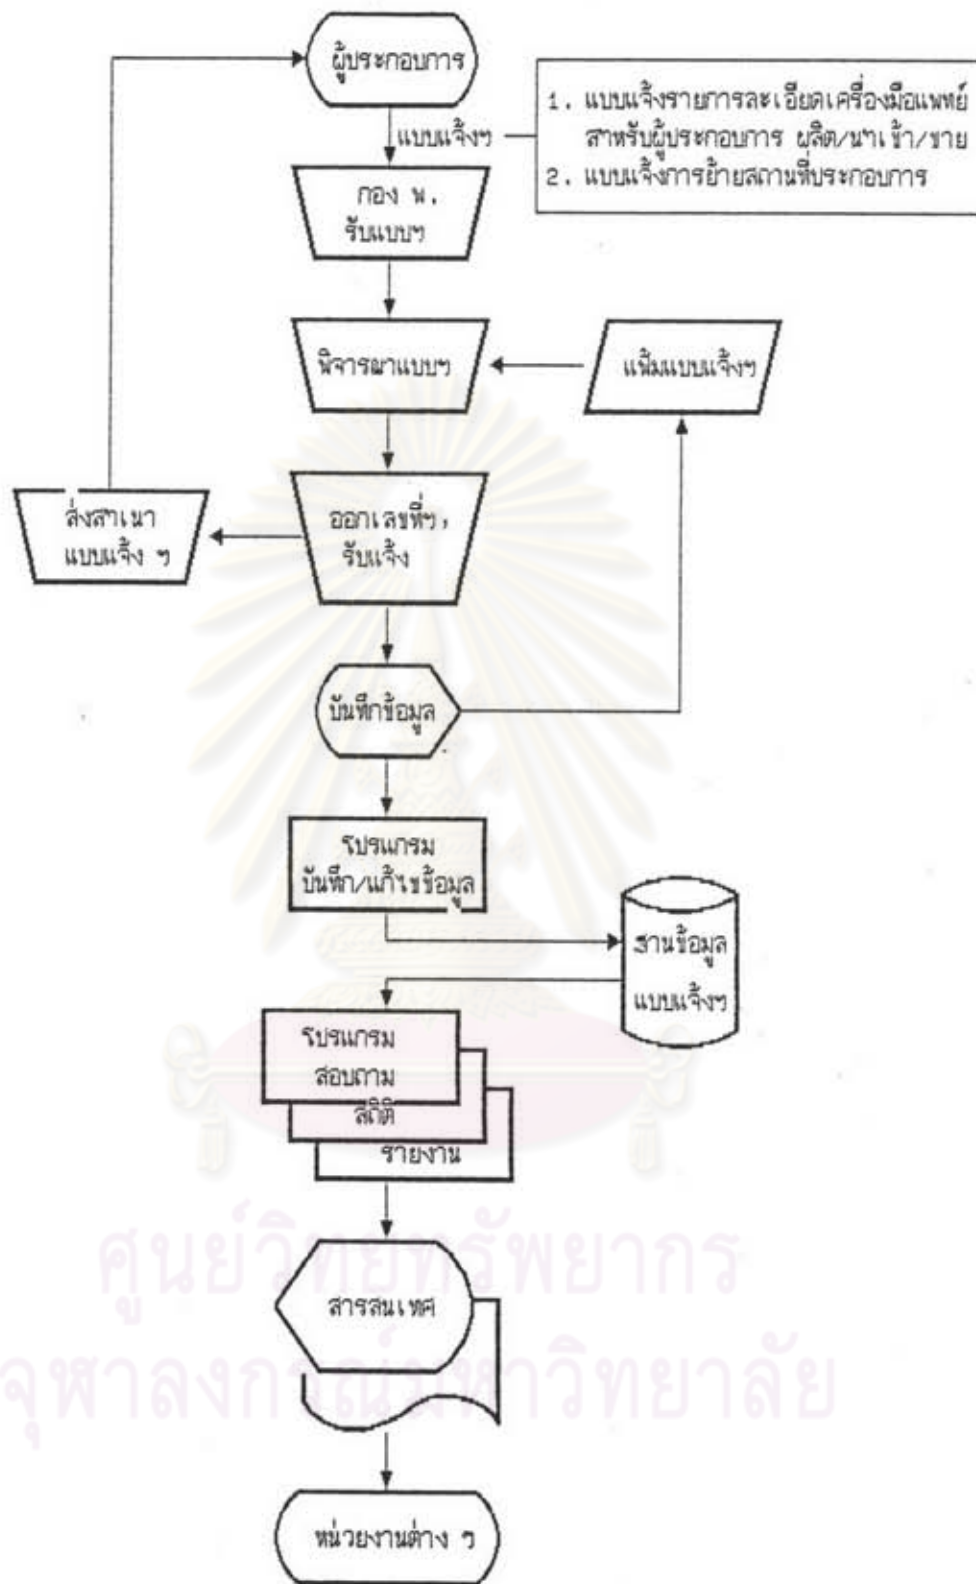 ผู้ประกอบการ
แบบแจ้งฯ
1. แบบแจ้งรายการละเอียดเครื่องมือแพทย์
สำหรับผู้ประกอบการ ผลิต/นำเข้า/ขาย
2. แบบแจ้งการย้ายสถานที่ประกอบการ
กอง พ.
รับแบบฯ
พิจารณาแบบฯ
แฟ้มแบบแจ้งฯ
ส่งสำเนา
แบบแจ้ง ฯ
ออกเลขที่ฯ,
รับแจ้ง
บันทึกข้อมูล
โปรแกรม
บันทึก/แก้ไขข้อมูล
ฐานข้อมูล
แบบแจ้งฯ
โปรแกรม
สอบถาม
สถิติ
รายงาน
สารสนเทศ
หน่วยงานต่าง ๆ
ศูนย์วิทยทรัพยากร
จุฬาลงกรณ์มหาวิทยาลัย